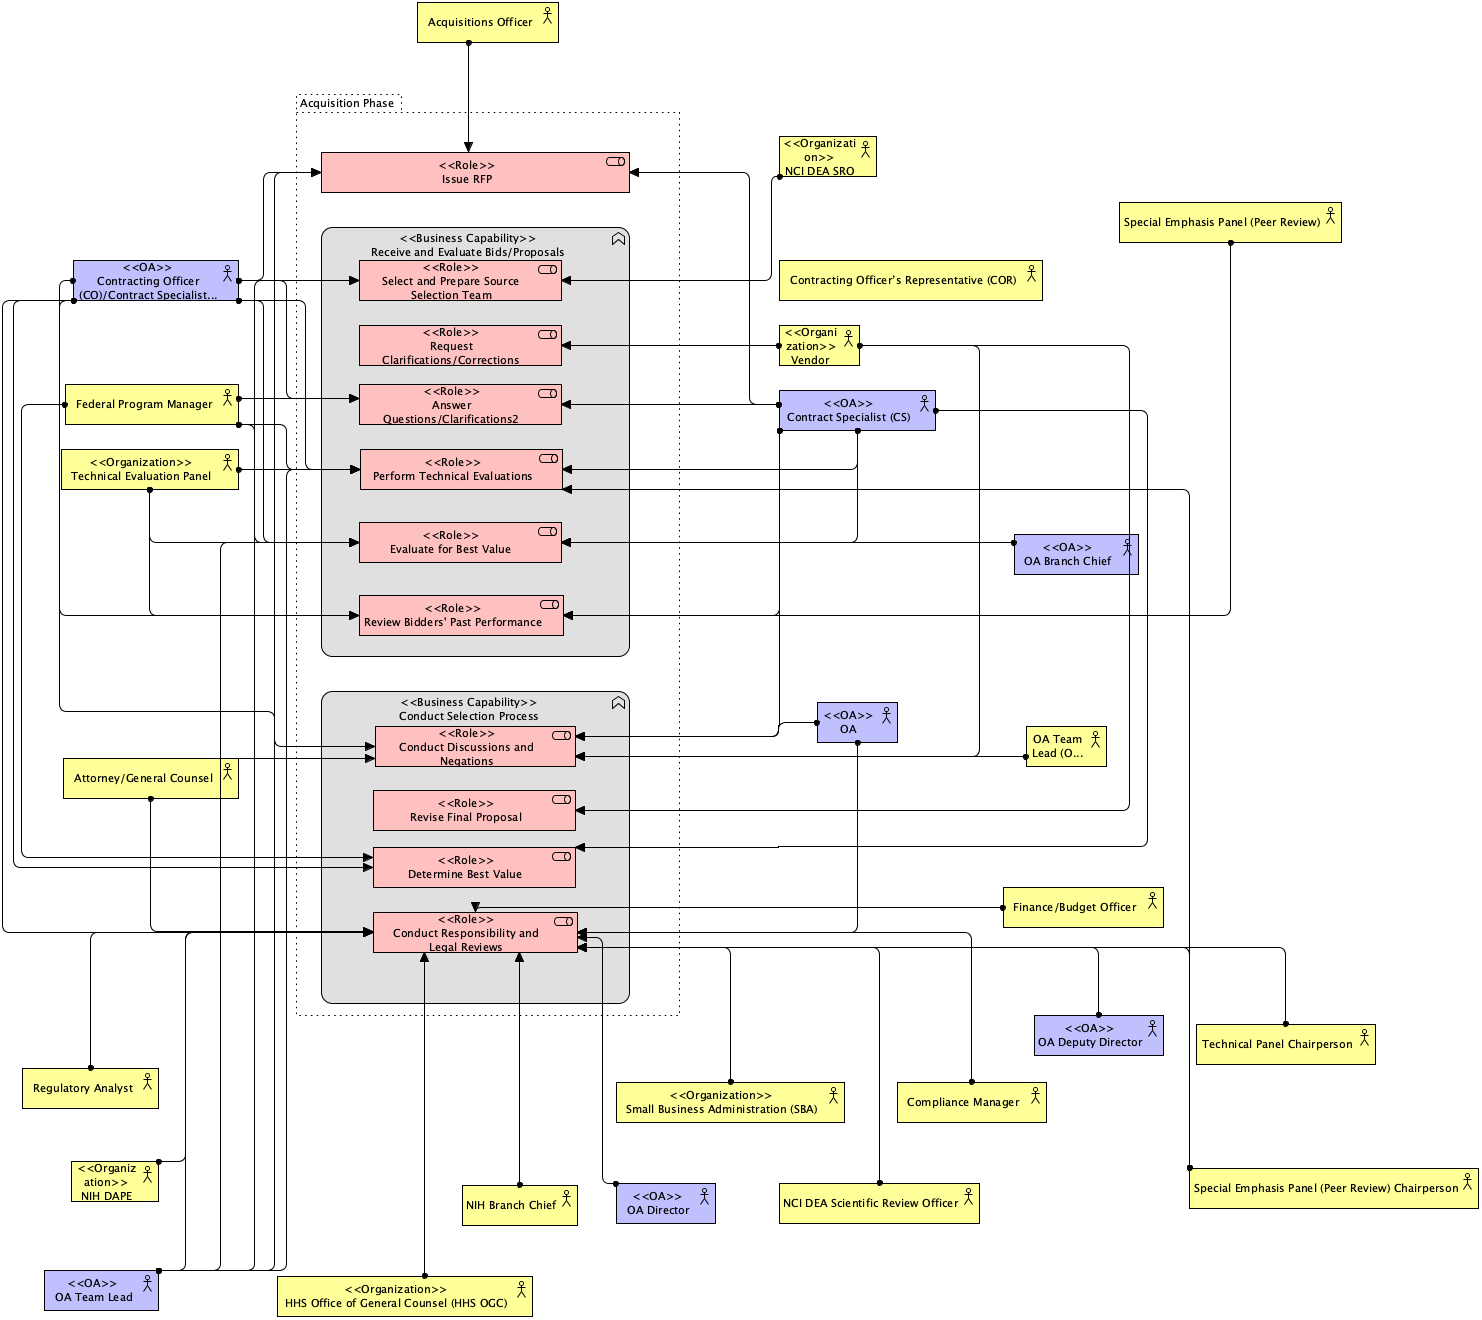 Acquisitions Officer
Acquisition Phase
<<Role>>
Issue RFP
<<Organizati
on>>
NCI DEA SRO
Special Emphasis Panel (Peer Review)
<<Business Capability>>
Receive and Evaluate Bids/Proposals
<<OA>>
Contracting Officer
(CO)/Contract Specialist...
<<Role>>
Select and Prepare Source
Selection Team
Contracting Officer's Representative (COR)
<<Role>>
Request
Clarifications/Corrections
<<Organi
zation>>
Vendor
Federal Program Manager
<<Role>>
Answer
Questions/Clarifications2
<<OA>>
Contract Specialist (CS)
<<Organization>>
Technical Evaluation Panel
<<Role>>
Perform Technical Evaluations
<<Role>>
Evaluate for Best Value
<<OA>>
OA Branch Chief
<<Role>>
Review Bidders' Past Performance
<<Business Capability>>
Conduct Selection Process
<<OA>>
OA
<<Role>>
Conduct Discussions and
Negations
OA Team
Lead (O...
Attorney/General Counsel
<<Role>>
Revise Final Proposal
<<Role>>
Determine Best Value
Finance/Budget Officer
<<Role>>
Conduct Responsibility and
Legal Reviews
<<OA>>
OA Deputy Director
Technical Panel Chairperson
Regulatory Analyst
<<Organization>>
Small Business Administration (SBA)
Compliance Manager
<<Organiz
ation>>
NIH DAPE
NIH Branch Chief
<<OA>>
OA Director
NCI DEA Scientific Review Officer
Special Emphasis Panel (Peer Review) Chairperson
<<OA>>
OA Team Lead
<<Organization>>
HHS Office of General Counsel (HHS OGC)